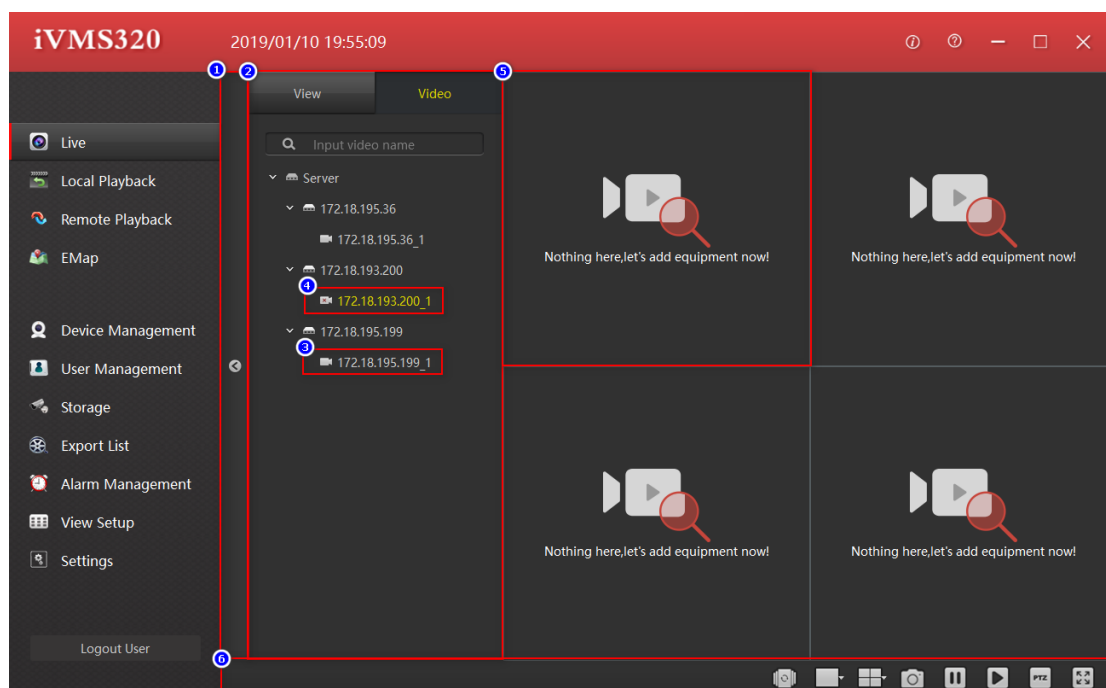 iVMS320
2019/01/10 19:55:09
1
2
5
View
Video
Live
Input video name
Local Playback
Server
172.18.195.36
Remote Playback
172.18.195.36_1
EMap
Nothing here,let's add equipment now!
Nothing here,let's add equipment now!
172.18.193.200
4
172.18.193.200_1
Device Management
172.18.195.199
3
172.18.195.199_1
User Management
Storage
Export List
Alarm Management
View Setup
Nothing here,let's add equipment now!
Nothing here,let's add equipment now!
Settings
Logout User
6
PTZ